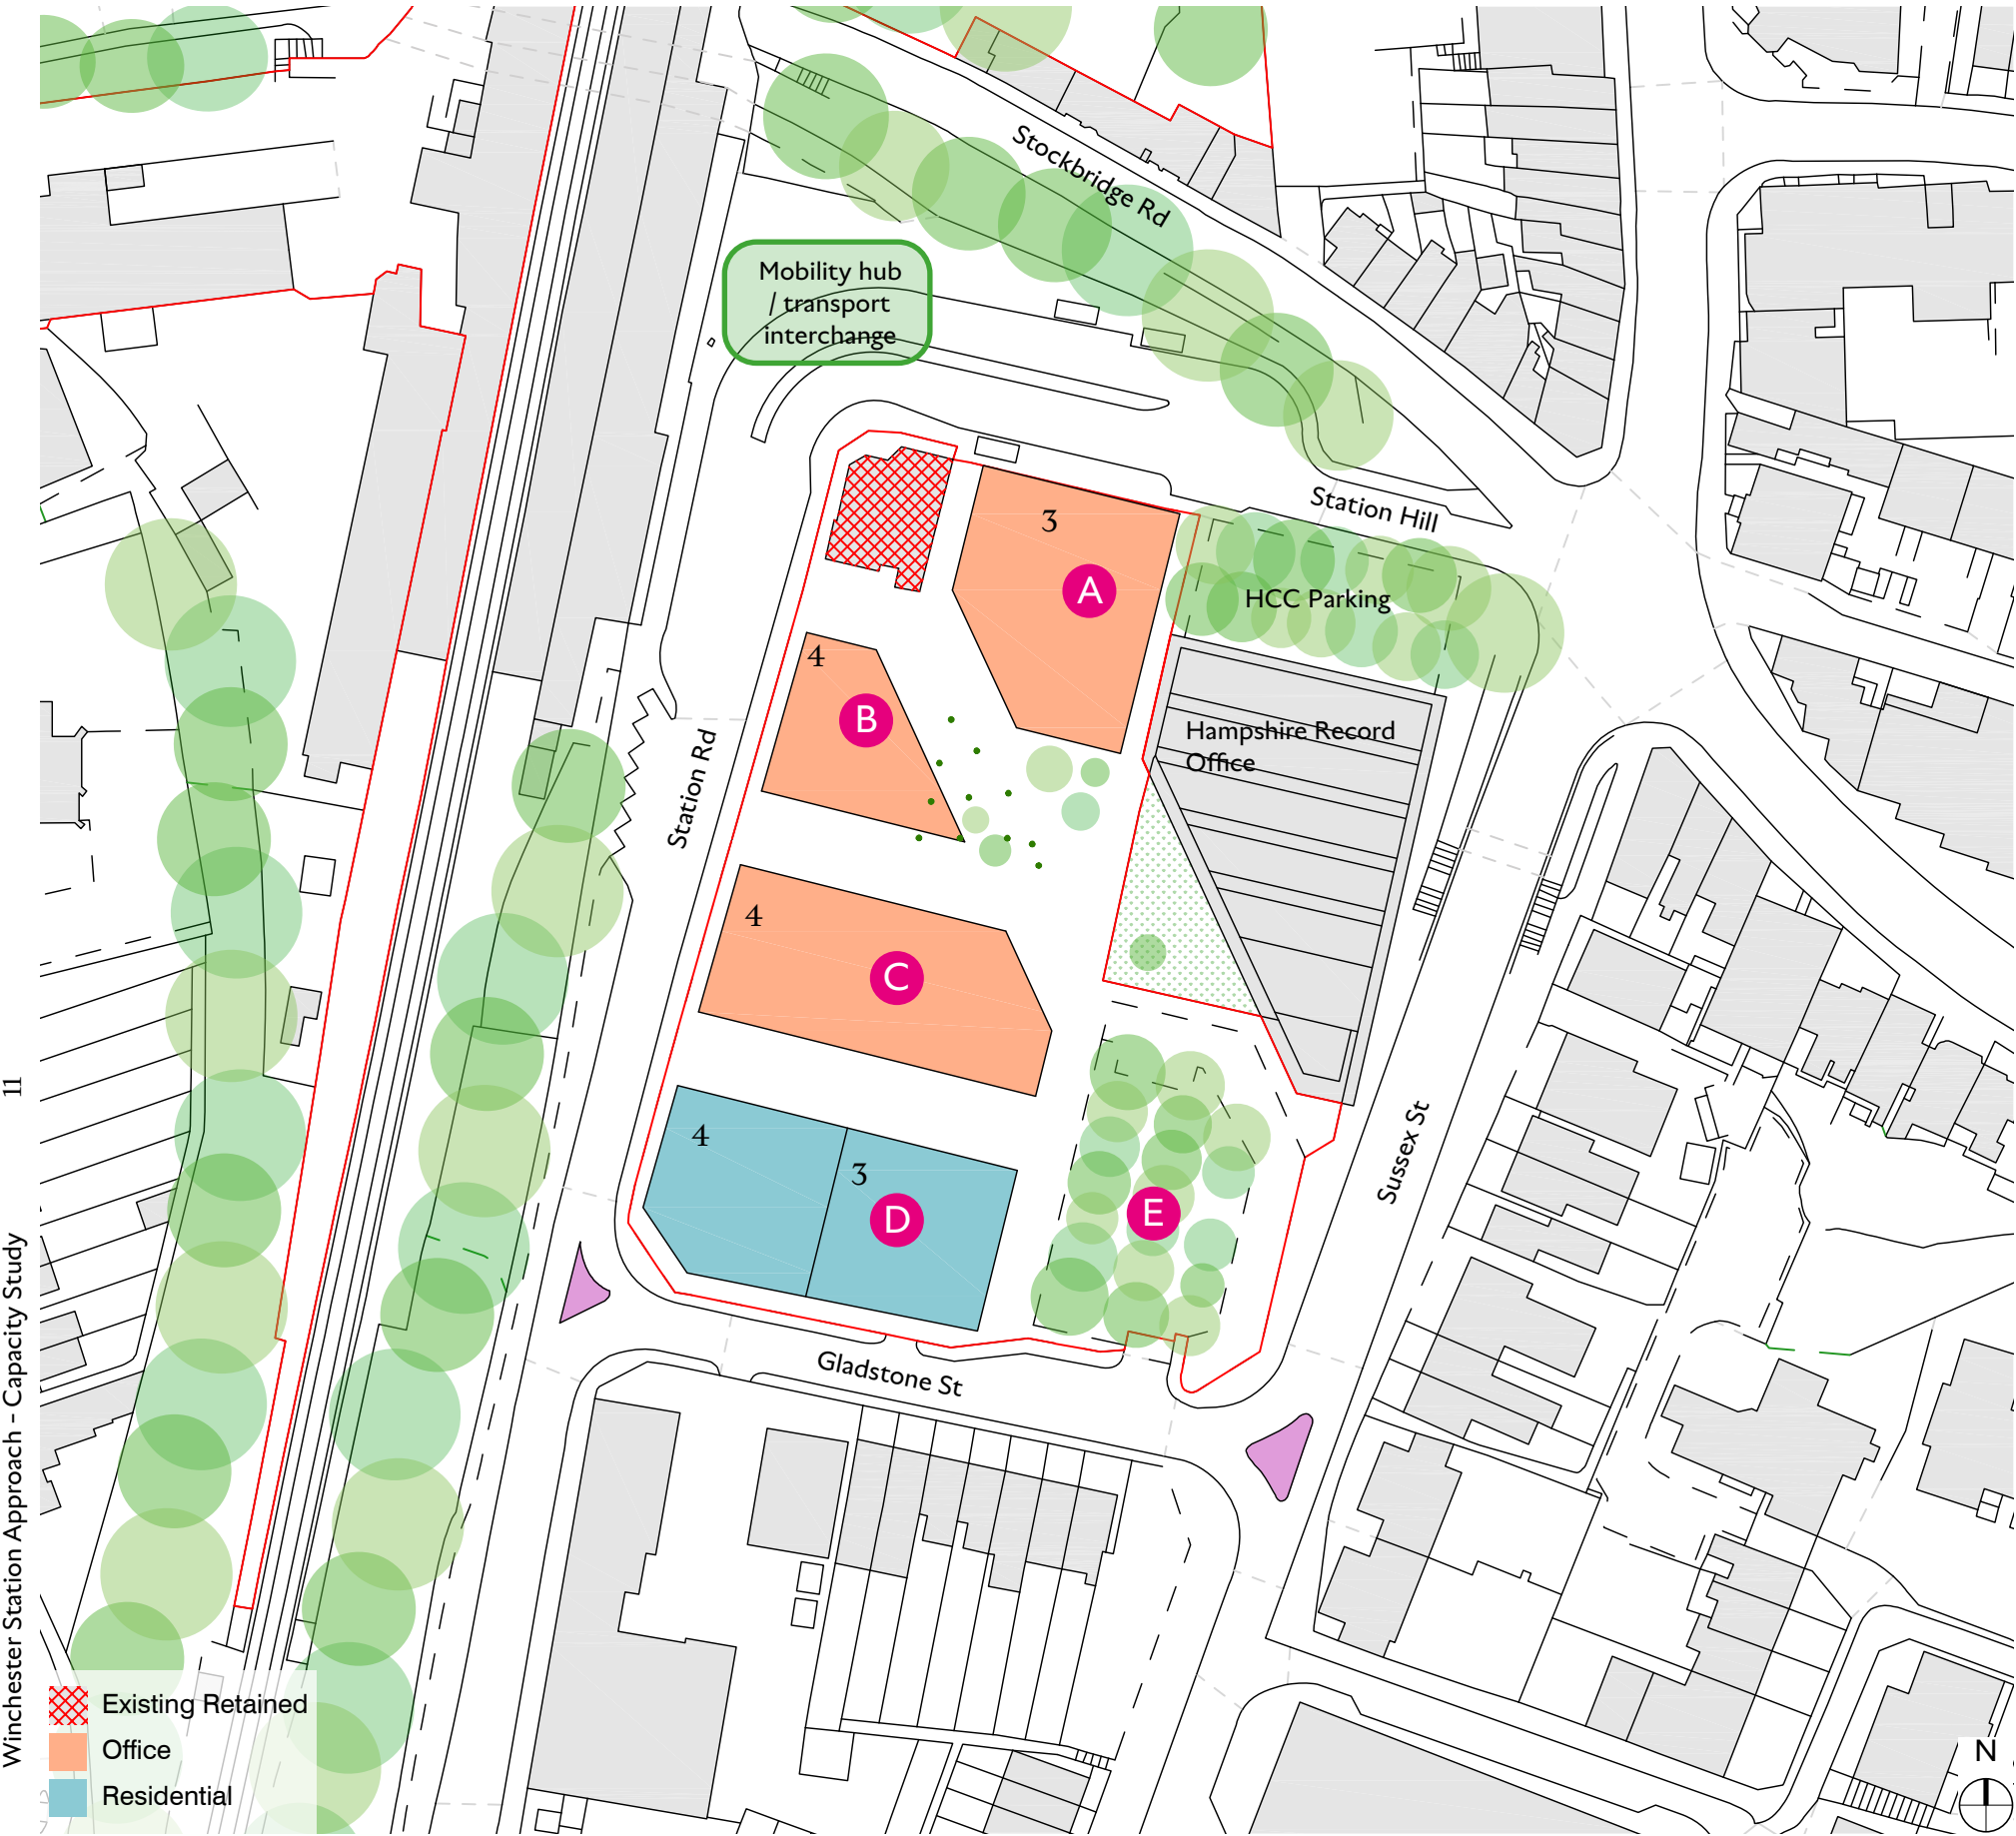 Stockbridge Rd
Mobility hub
/ transport
interchange
Station Hill
3
A
HCC Parking
4
B
Hampshire Record
Office
Station Rd
4
C
4
3
D
E
Sussex St
Gladstone St
11
Winchester Station Approach - Capacity Study
Existing Retained
Office
Residential
N